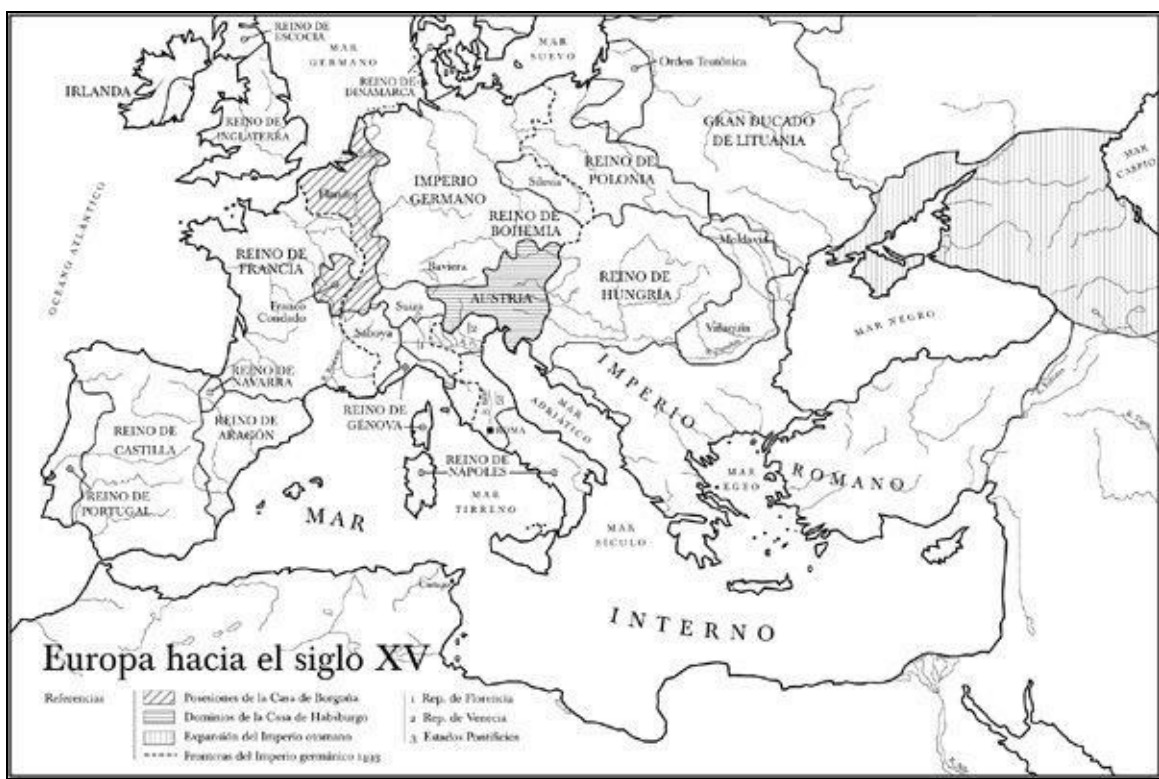 REINO DE
ESCOCIA
MAR
GERMANO
MAR
SUEVO
Orden Teutónica
IRLANDA
REINO DE
DINAMARCA
REINO DE
INGLATERRA
GRAN DUCADO
DE LITUANIA
MAR
CASPIO
REINO DE
POLONIA
Flandes
IMPERIO
GERMANO
Silesia
OCEANO ATLÁNTICO
REINO DE
BOHEMIA
Moldavia
REINO DE
FRANCIA
Baviera
REINO DE
HUNGRIA
AUSTRIA
Franco
Condado
Suiza
Saboya
Valaquia
MAR NEGRO
REINO DE
NAVARRA
IMPERIO
ROMANO
MAR
ADRIÁTICO
REINO DE
GÉNOVA
REINO DE
CASTILLA
REINO DE
ARAGÓN
ROMA
REINO DE
NÁPOLES
MAR
EGEO
REINO DE
PORTUGAL
MAR
TIRRENO
MAR
INTERNO
MAR
SÍCULO
Europa hacia el siglo XV
Referencias
Posesiones de la Casa de Borgoña
Dominios de la Casa de Habsburgo
Expansión del Imperio otomano
Fronteras del Imperio germánico 1493
1 Rep. de Florencia
2 Rep. de Venecia
3 Estados Pontificios